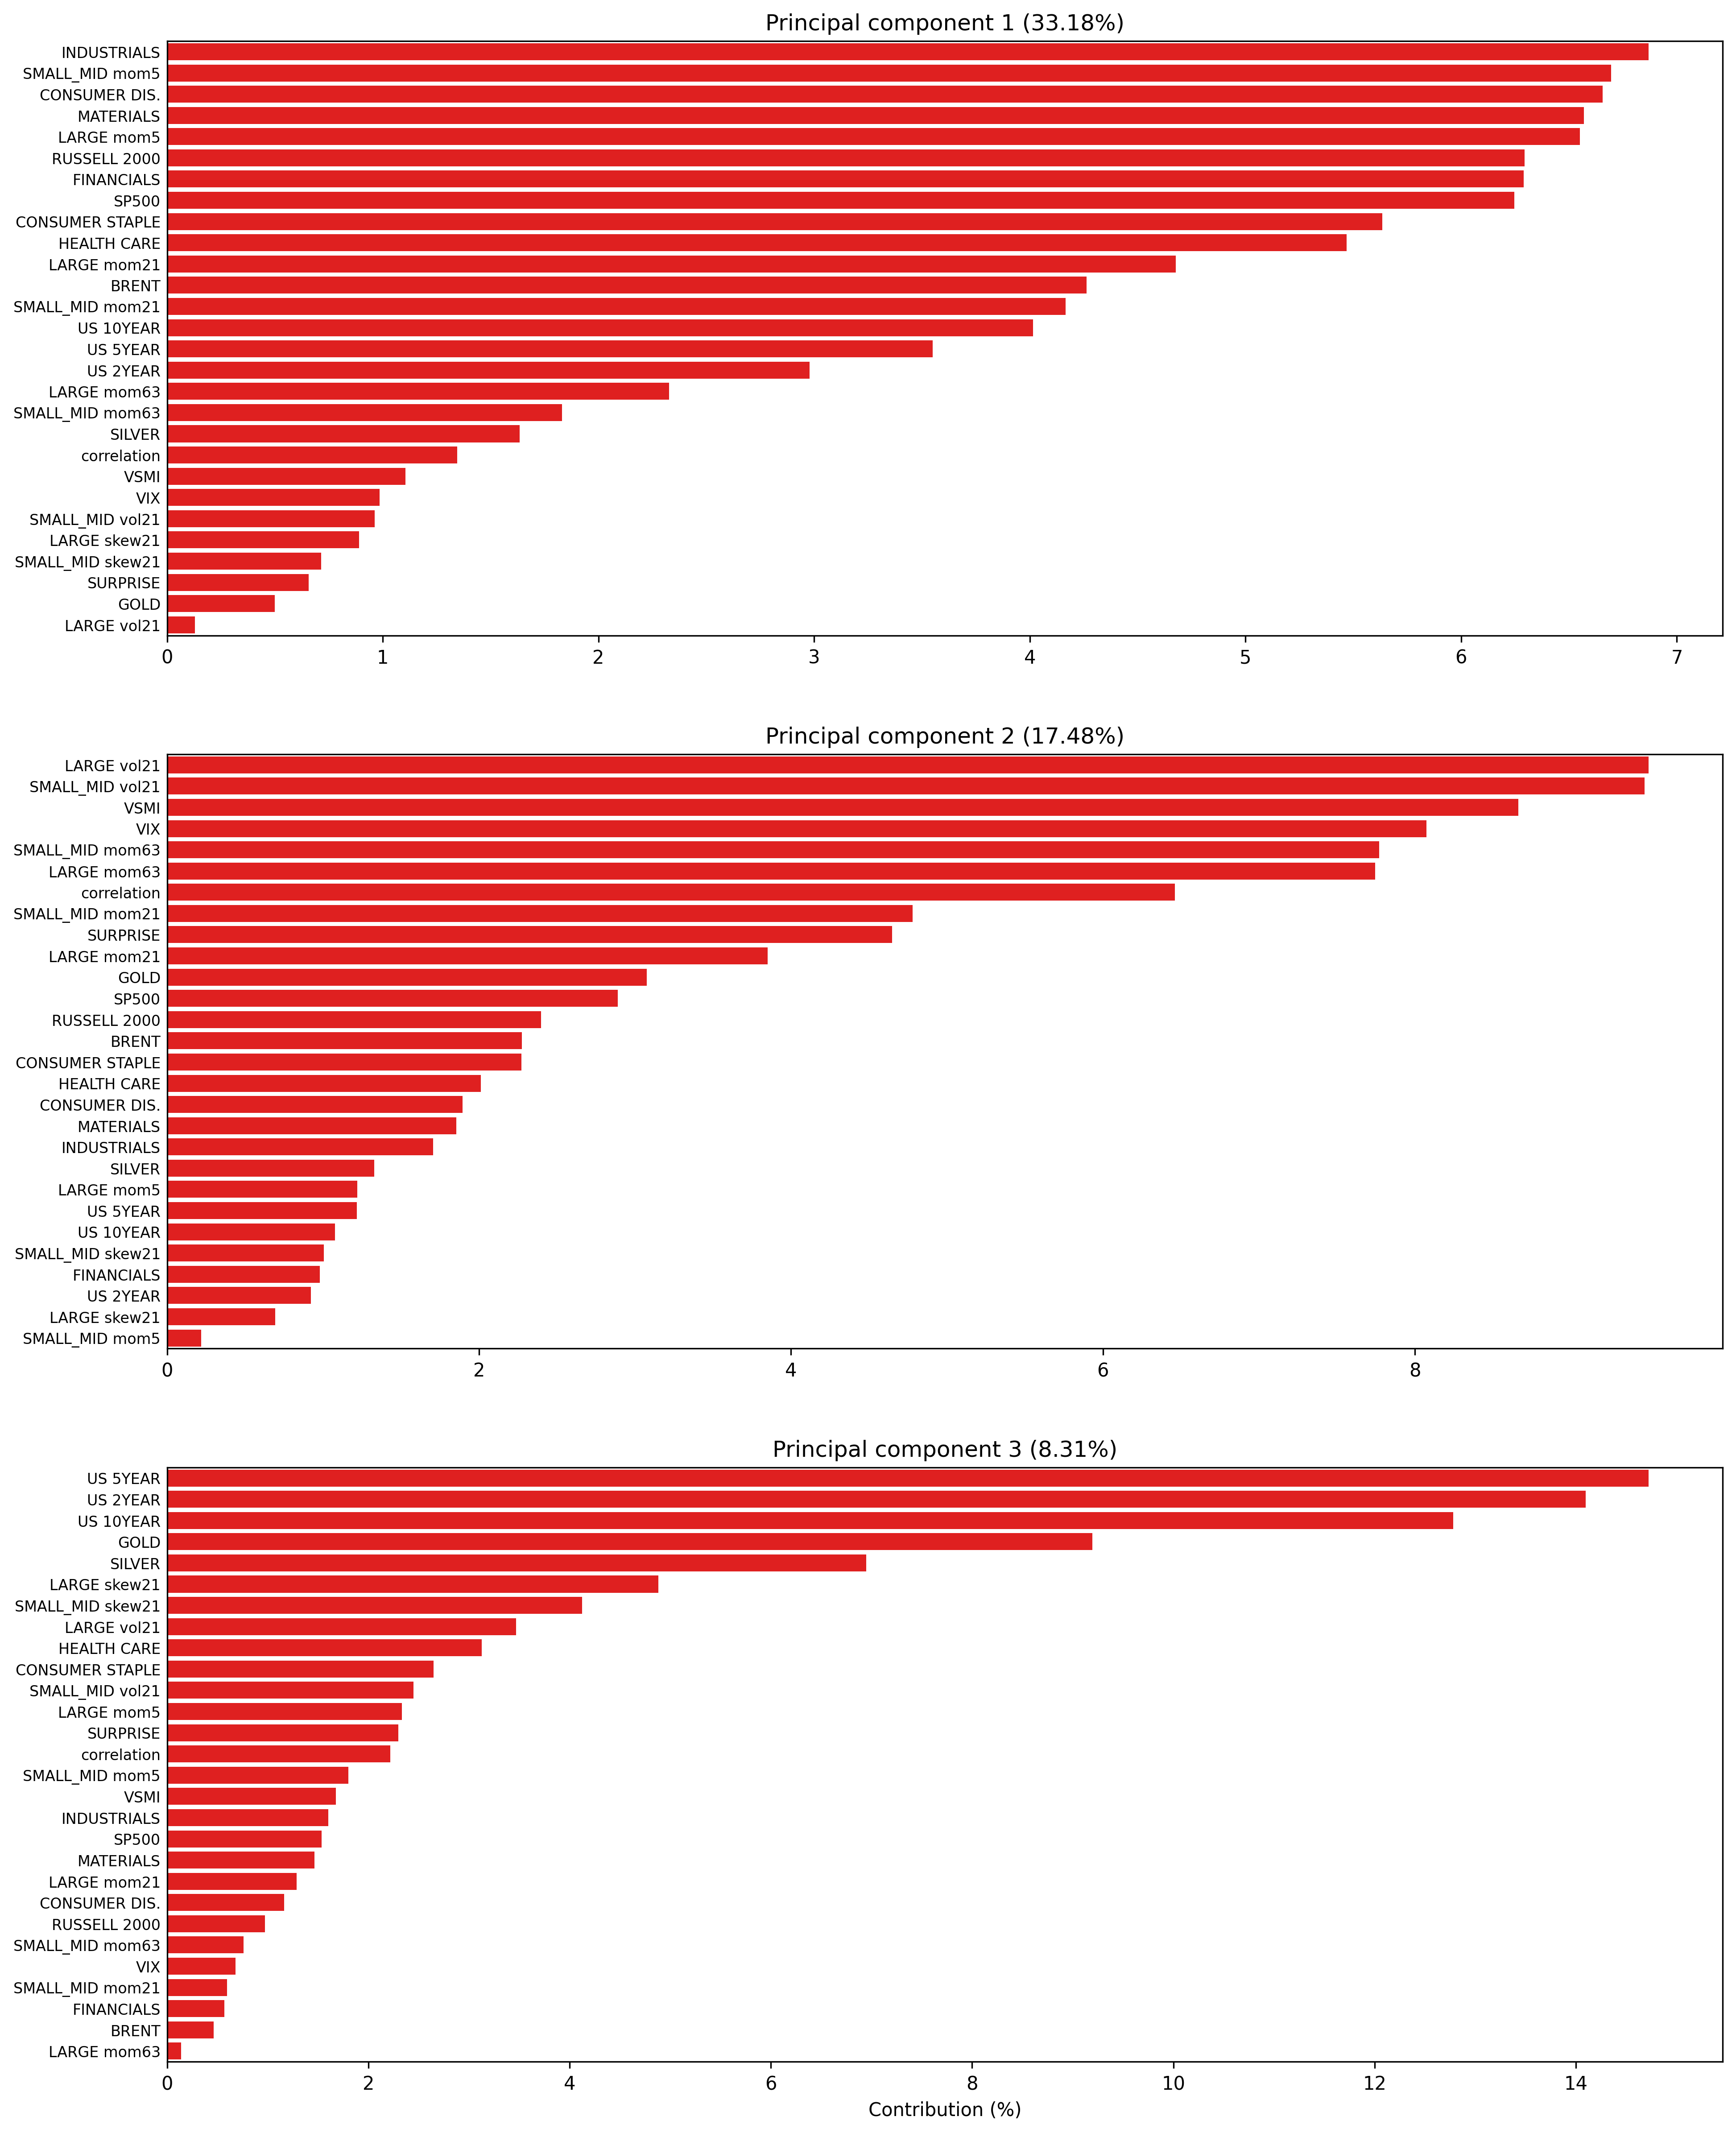 Principal component 1 (33.18%)
INDUSTRIALS
SMALL_MID mom5
CONSUMER DIS.
MATERIALS
LARGE mom5
RUSSELL 2000
FINANCIALS
SP500
CONSUMER STAPLE
HEALTH CARE
LARGE mom21
BRENT
SMALL_MID mom21
US 10YEAR
US 5YEAR
US 2YEAR
LARGE mom63
SMALL_MID mom63
SILVER
correlation
VSMI
VIX
SMALL_MID vol21
LARGE skew21
SMALL_MID skew21
SURPRISE
GOLD
LARGE vol21
0 1 2 3 4 5 6 7
Principal component 2 (17.48%)
LARGE vol21
SMALL_MID vol21
VSMI
VIX
SMALL_MID mom63
LARGE mom63
correlation
SMALL_MID mom21
SURPRISE
LARGE mom21
GOLD
SP500
RUSSELL 2000
BRENT
CONSUMER STAPLE
HEALTH CARE
CONSUMER DIS.
MATERIALS
INDUSTRIALS
SILVER
LARGE mom5
US 5YEAR
US 10YEAR
SMALL_MID skew21
FINANCIALS
US 2YEAR
LARGE skew21
SMALL_MID mom5
0 2 4 6 8
Principal component 3 (8.31%)
US 5YEAR
US 2YEAR
US 10YEAR
GOLD
SILVER
LARGE skew21
SMALL_MID skew21
LARGE vol21
HEALTH CARE
CONSUMER STAPLE
SMALL_MID vol21
LARGE mom5
SURPRISE
correlation
SMALL_MID mom5
VSMI
INDUSTRIALS
SP500
MATERIALS
LARGE mom21
CONSUMER DIS.
RUSSELL 2000
SMALL_MID mom63
VIX
SMALL_MID mom21
FINANCIALS
BRENT
LARGE mom63
0 2 4 6 8 10 12 14
Contribution (%)